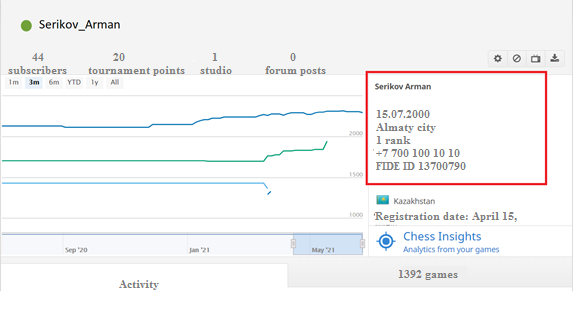 Serikov_Arman
44 20 1 0
subscribers tournament points studio forum posts
1m 3m 6m YTD 1y All
Serikov Arman
15.07.2000
Almaty city
1 rank
+7 700 100 10 10
FIDE ID 13700790
2000
1500
1000
Kazakhstan
Registration date: April 15,
Sep '20 Jan '21 May '21
Chess Insights
Analytics from your games
Activity
1392 games